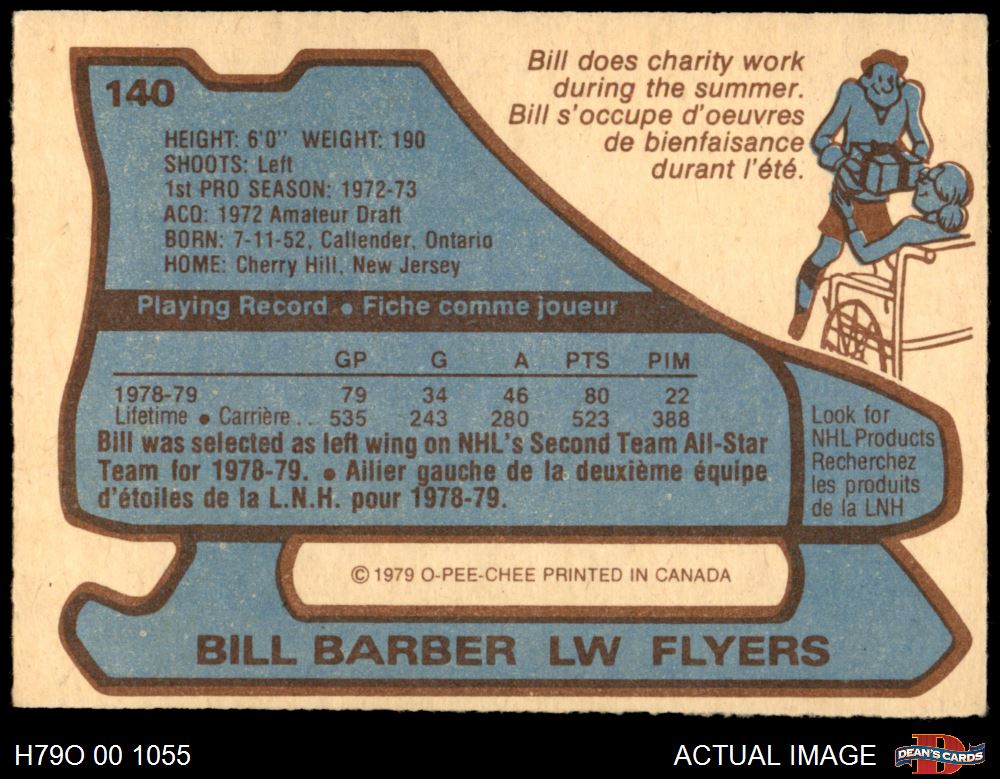 140
Bill does charity work
during the summer.
Bill s'occupe d'oeuvres
de bienfaisance
durant l'été.
HEIGHT: 6'0" WEIGHT: 190
SHOOTS: Left
1st PRO SEASON: 1972-73
ACQ: 1972 Amateur Draft
BORN: 7-11-52, Callender, Ontario
HOME: Cherry Hill, New Jersey
Playing Record • Fiche comme joueur
GP G A PTS PIM
1978-79 79 34 46 80 22
Lifetime • Carrière . . 535 243 280 523 388
Bill was selected as left wing on NHL's Second Team All-Star
Team for 1978-79. • Ailier gauche de la deuxième équipe
d'étoiles de la L.N.H. pour 1978-79.
Look for
NHL Products
Recherchez
les produits
de la LNH
© 1979 O-PEE-CHEE PRINTED IN CANADA
BILL BARBER LW FLYERS
H79O 00 1055
ACTUAL IMAGE
DEAN'S CARDS